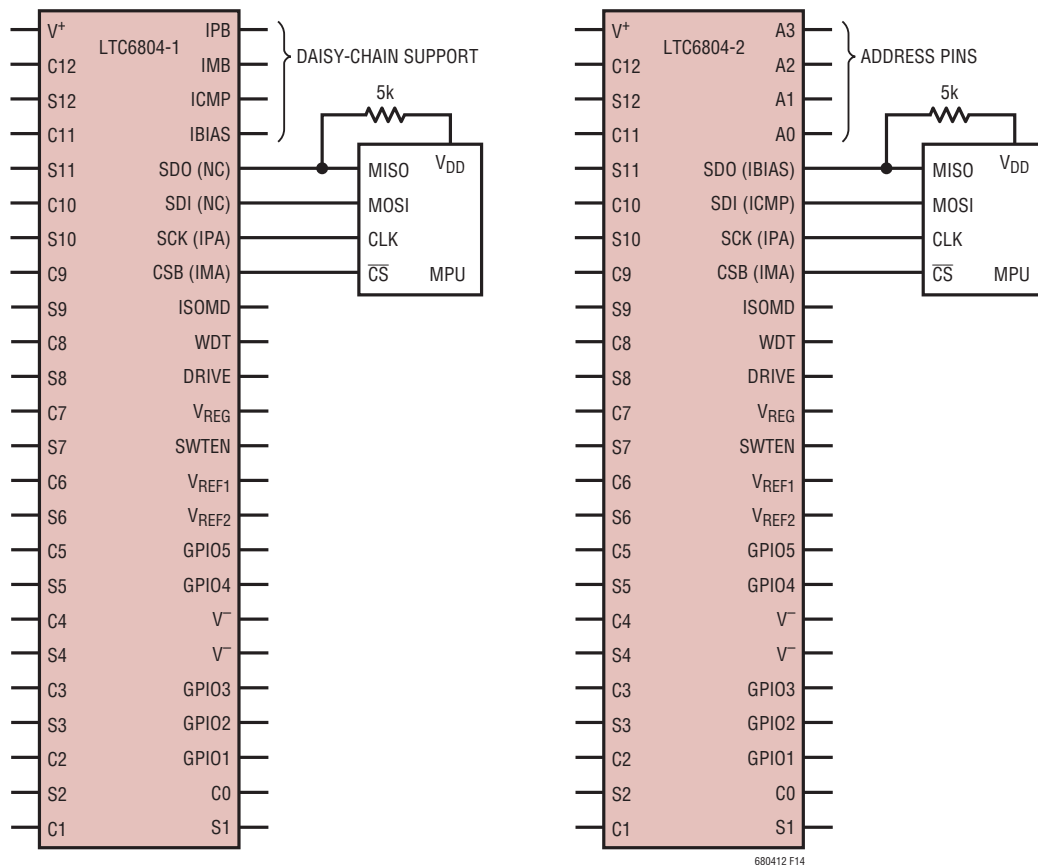 V+
C12
S12
C11
S11
C10
S10
C9
S9
C8
S8
C7
S7
C6
S6
C5
S5
C4
S4
C3
S3
C2
S2
C1
LTC6804-1
IPB
IMB
ICMP
IBIAS
SDO (NC)
SDI (NC)
SCK (IPA)
CSB (IMA)
ISOMD
WDT
DRIVE
VREG
SWTEN
VREF1
VREF2
GPIO5
GPIO4
V–
V–
GPIO3
GPIO2
GPIO1
C0
S1
DAISY-CHAIN SUPPORT
5k
MISO VDD
MOSI
CLK
CS MPU
V+
C12
S12
C11
S11
C10
S10
C9
S9
C8
S8
C7
S7
C6
S6
C5
S5
C4
S4
C3
S3
C2
S2
C1
LTC6804-2
A3
A2
A1
A0
SDO (IBIAS)
SDI (ICMP)
SCK (IPA)
CSB (IMA)
ISOMD
WDT
DRIVE
VREG
SWTEN
VREF1
VREF2
GPIO5
GPIO4
V–
V–
GPIO3
GPIO2
GPIO1
C0
S1
ADDRESS PINS
5k
MISO VDD
MOSI
CLK
CS MPU
680412 F14